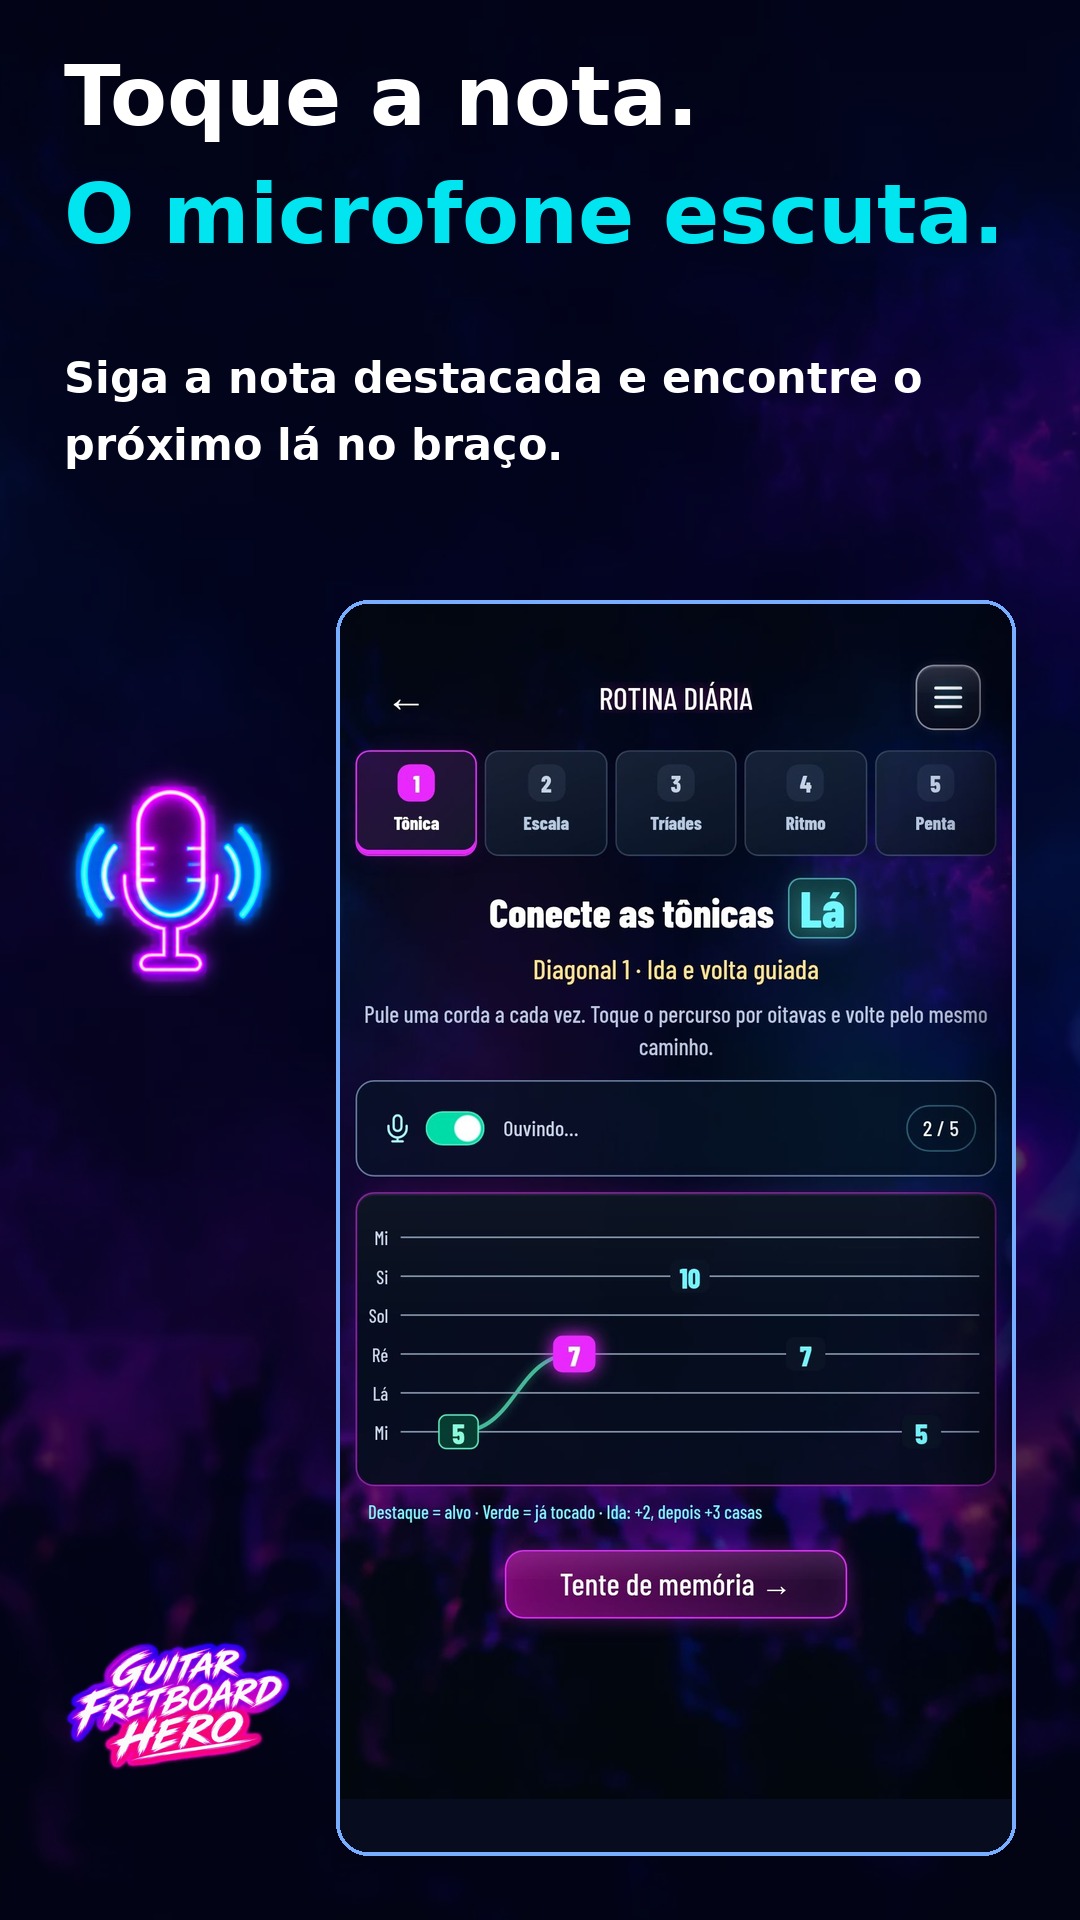 Toque a nota.
O microfone escuta.
Siga a nota destacada e encontre o
próximo lá no braço.
← ROTINA DIÁRIA
1 2 3 4 5
Tônica Escala Tríades Ritmo Penta
Conecte as tônicas Lá
Diagonal 1 · Ida e volta guiada
Pule uma corda a cada vez. Toque o percurso por oitavas e volte pelo mesmo
caminho.
Ouvindo... 2 / 5
Mi
Si 10
Sol
Ré 7 7
Lá
Mi 5 5
Destaque = alvo · Verde = já tocado · Ida: +2, depois +3 casas
Tente de memória →
GUITAR
FRETBOARD
HERO